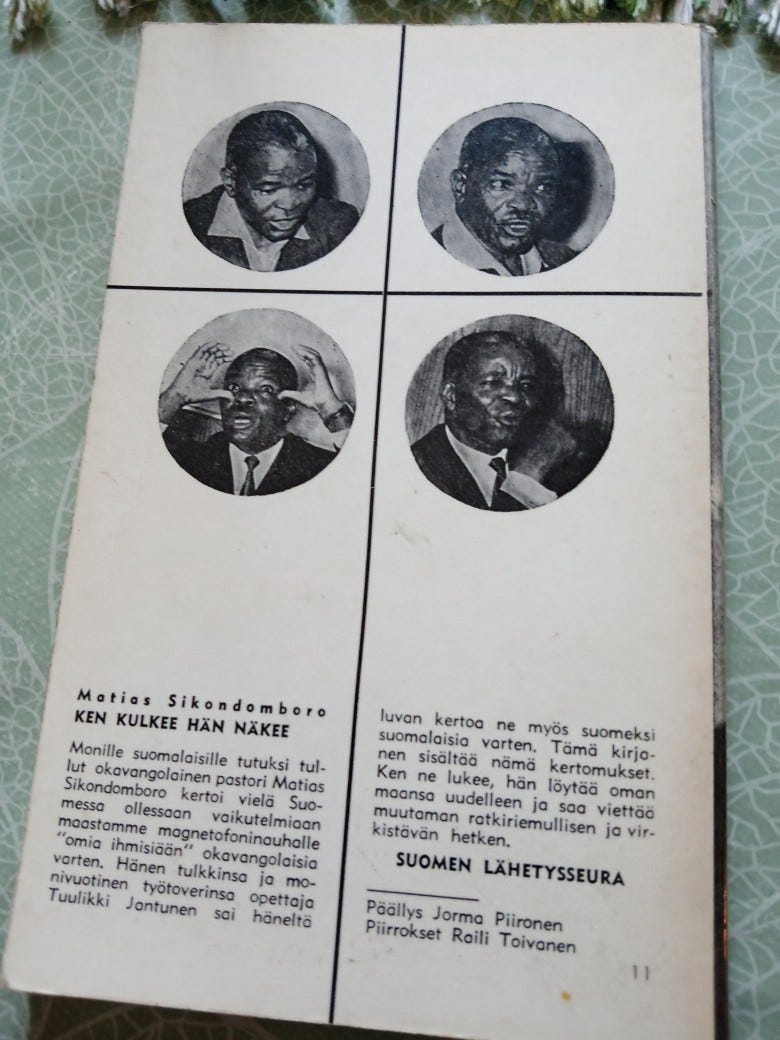 Matias Sikondomboro
KEN KULKEE HÄN NÄKEE
Monille suomalaisille tutuksi tul-
lut okavangolainen pastori Matias
Sikondomboro kertoi vielä Suo-
messa ollessaan vaikutelmiaan
maastamme magnetofoninauhalle
"omia ihmisiään" okavangolaisia
varten. Hänen tulkkinsa ja mo-
nivuotinen työtoverinsa opettaja
Tuulikki Jantunen sai häneltä
luvan kertoa ne myös suomeksi
suomalaisia varten. Tämä kirja-
nen sisältää nämä kertomukset.
Ken ne lukee, hän löytää oman
maansa uudelleen ja saa viettää
muutaman ratkiriemullisen ja vir-
kistävän hetken.
SUOMEN LÄHETYSSEURA
Päällys Jorma Piironen
Piirrokset Raili Toivanen
11